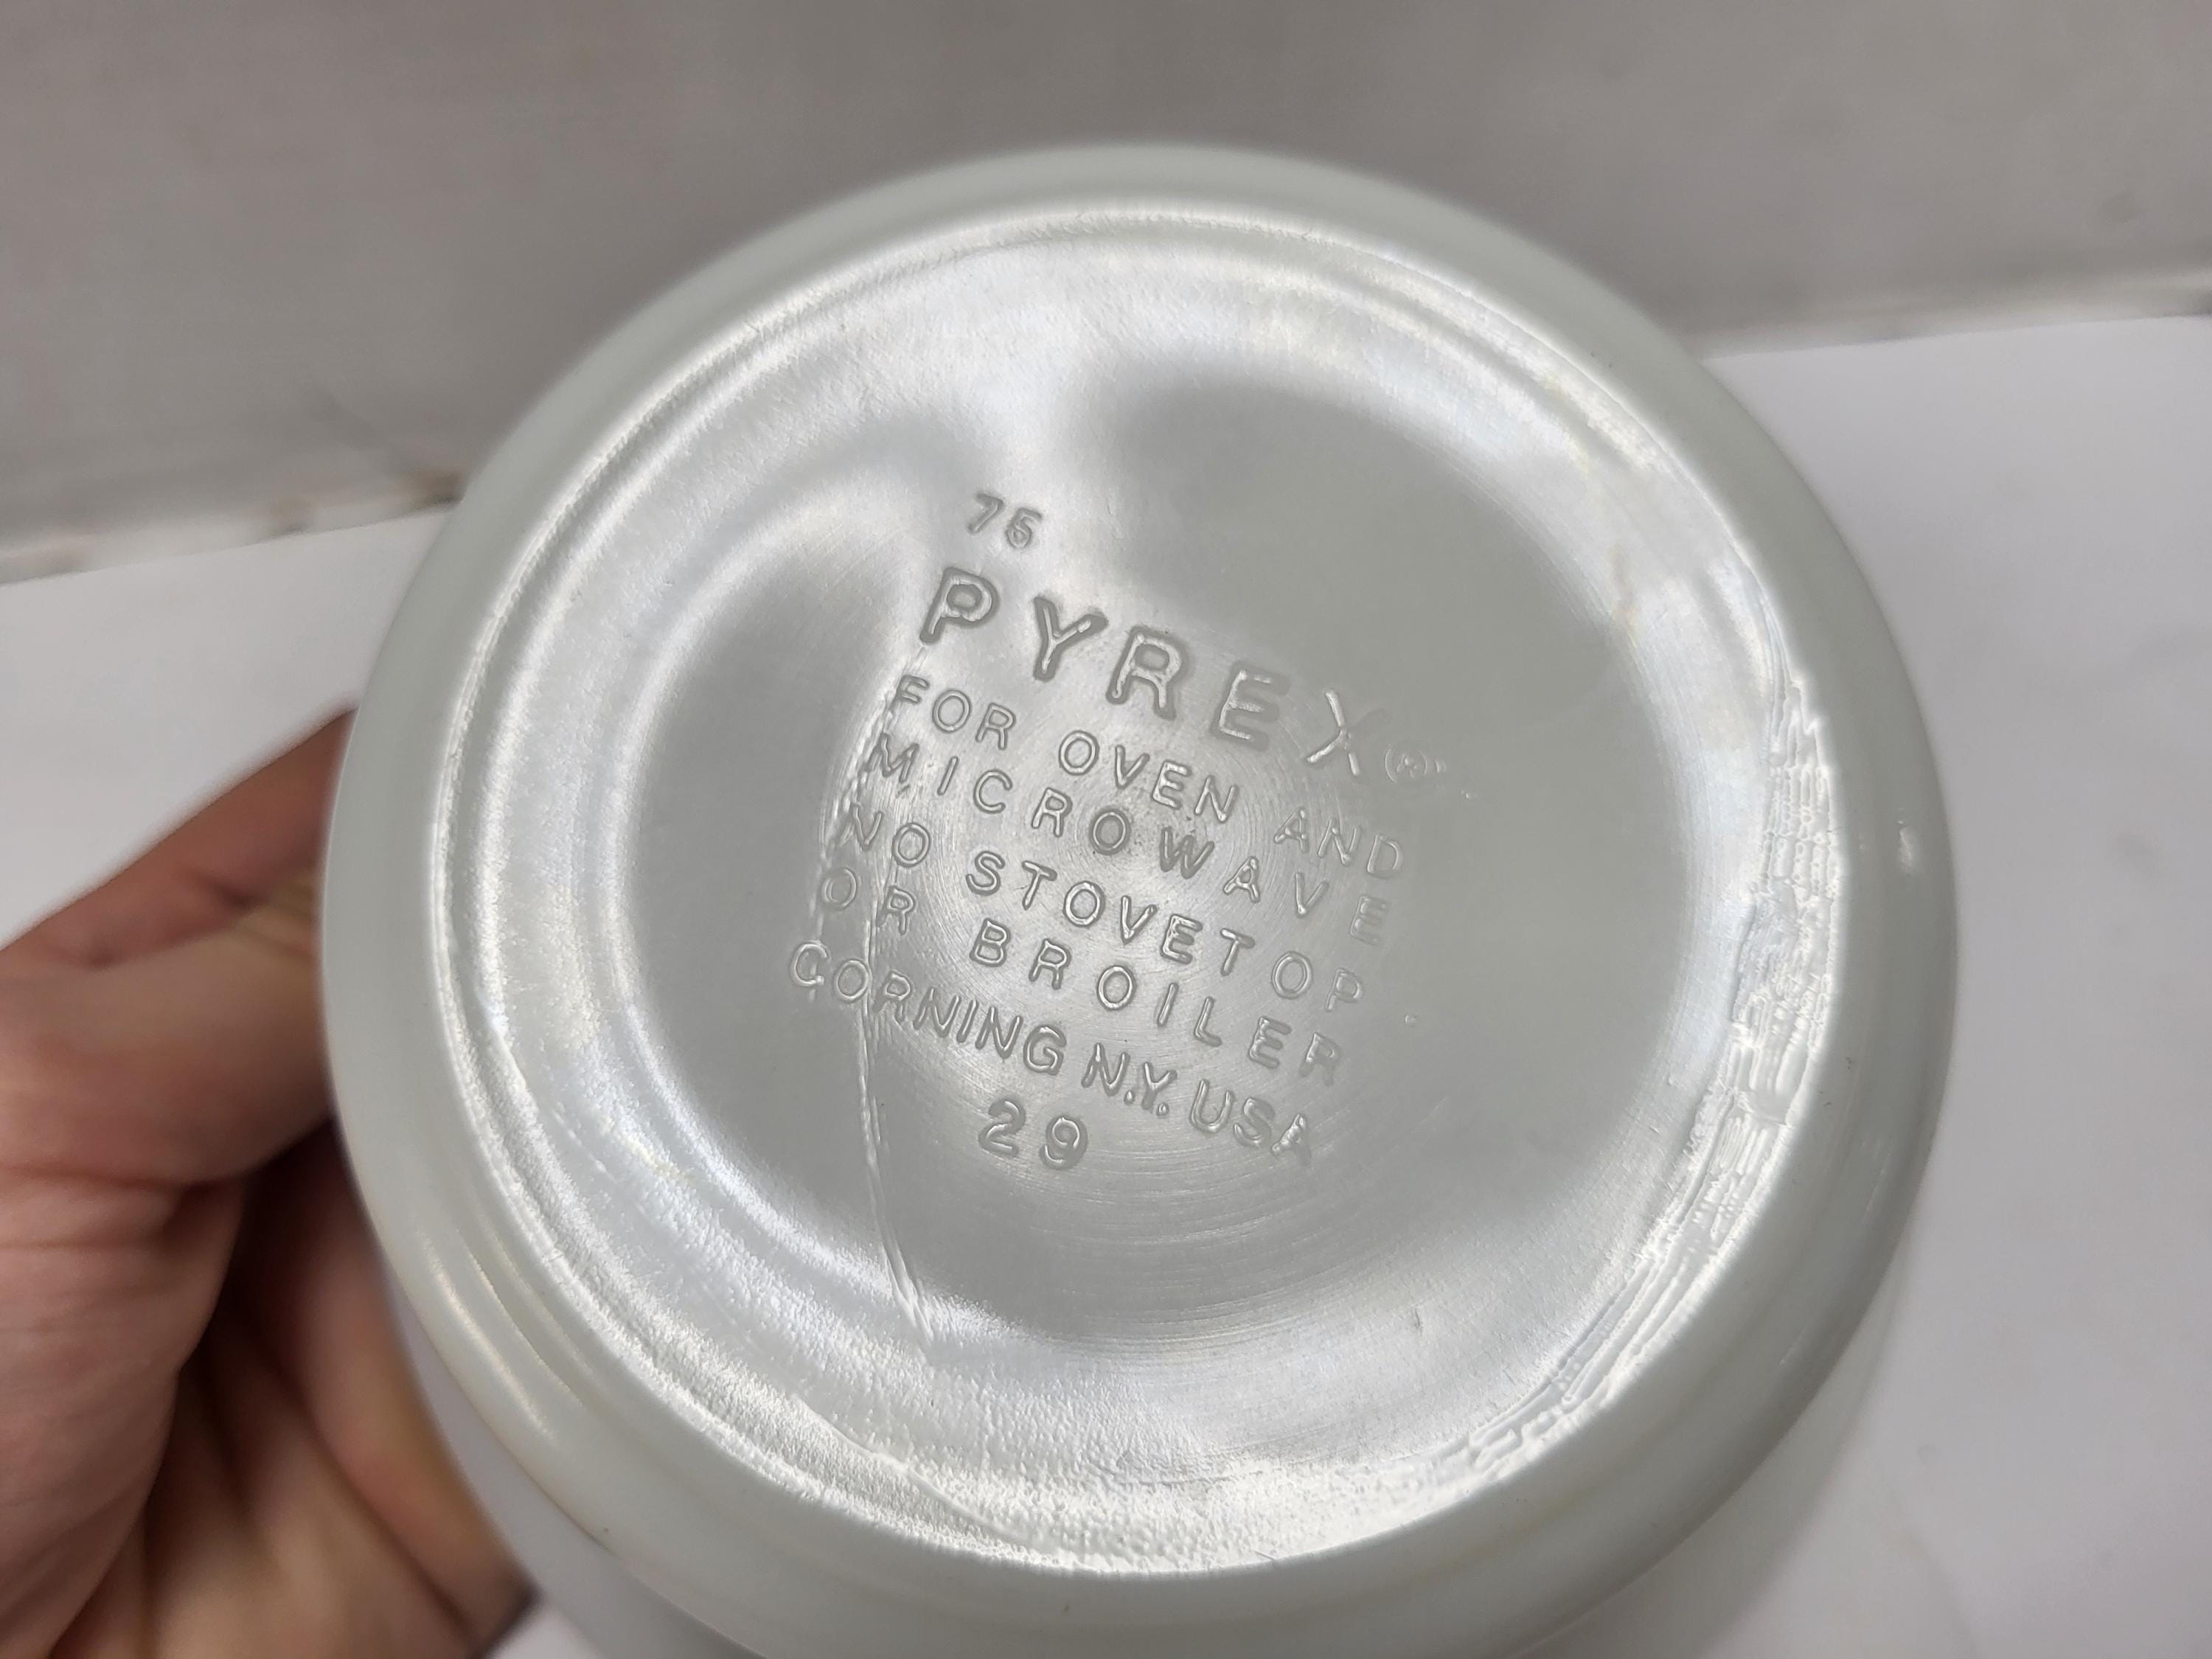 75
PYREX®
FOR OVEN AND
MICROWAVE
NO STOVETOP
OR BROILER
CORNING N.Y. USA
29